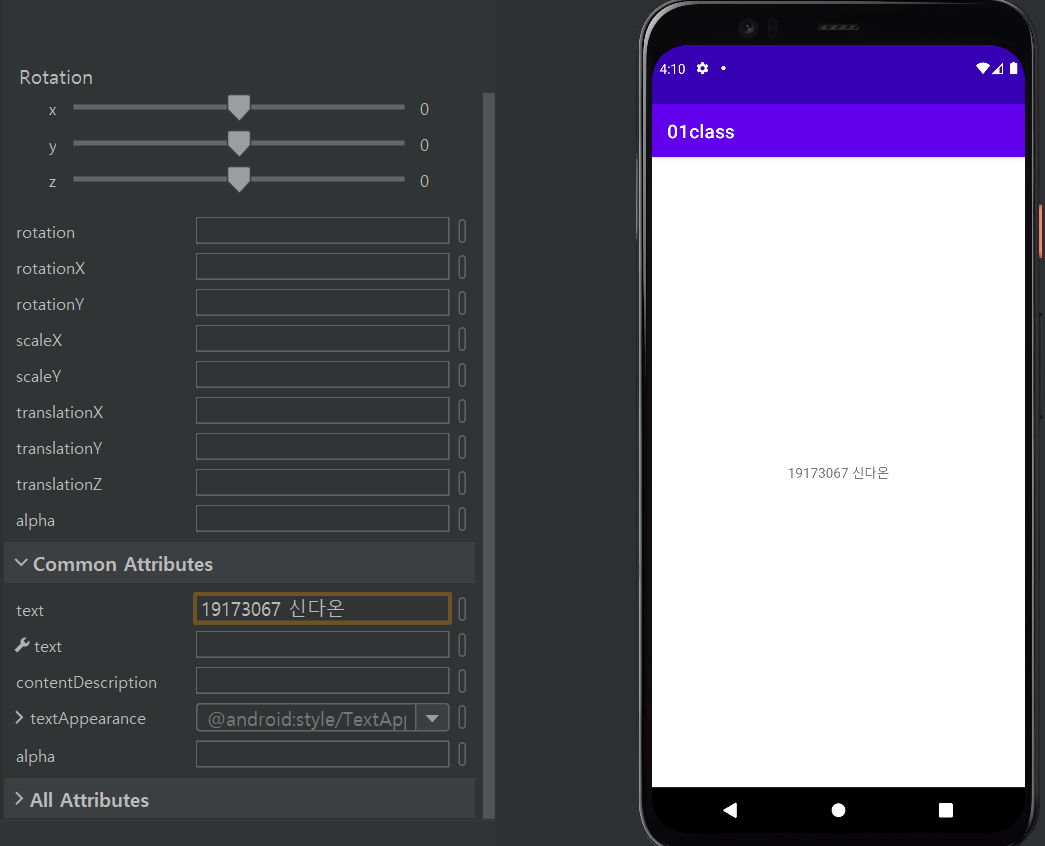 Rotation
x 0
y 0
z 0
rotation
rotationX
rotationY
scaleX
scaleY
translationX
translationY
translationZ
alpha
Common Attributes
text 19173067 신다온
text
contentDescription
textAppearance @android:style/TextApp
alpha
All Attributes
4:10
01class
19173067 신다온